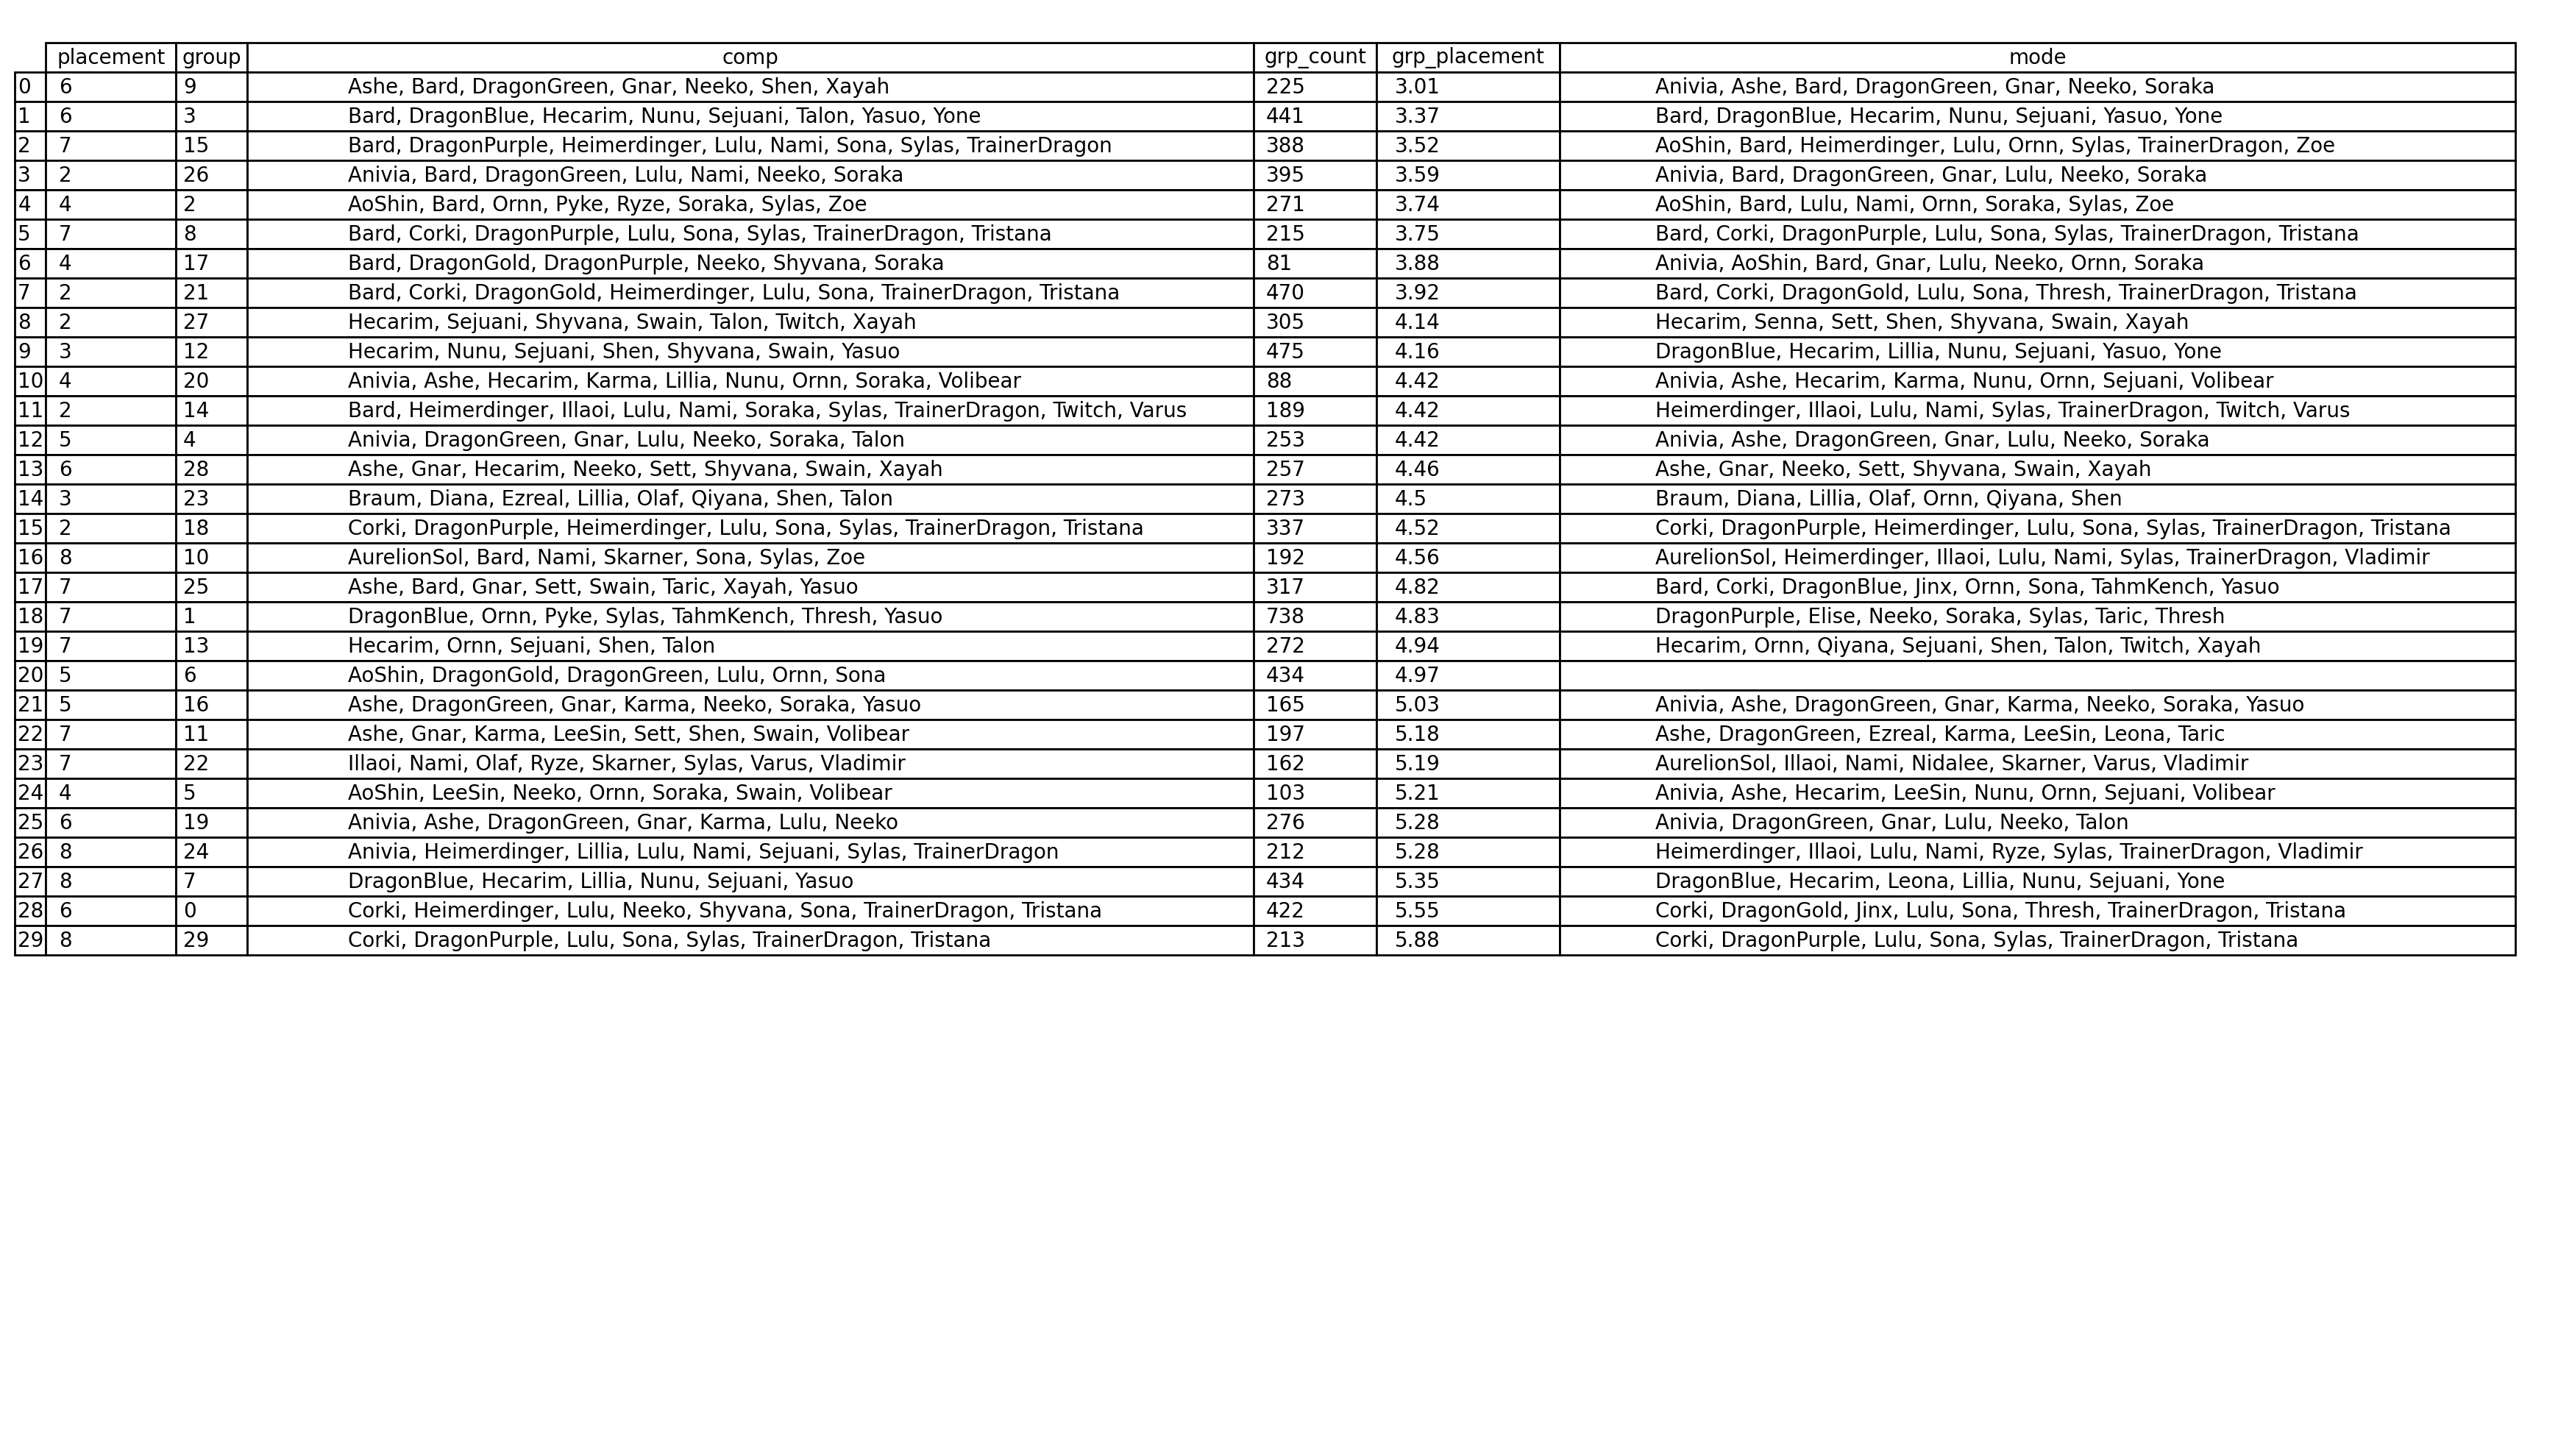 placement group comp grp_count grp_placement mode
0 6 9 Ashe, Bard, DragonGreen, Gnar, Neeko, Shen, Xayah 225 3.01 Anivia, Ashe, Bard, DragonGreen, Gnar, Neeko, Soraka
1 6 3 Bard, DragonBlue, Hecarim, Nunu, Sejuani, Talon, Yasuo, Yone 441 3.37 Bard, DragonBlue, Hecarim, Nunu, Sejuani, Yasuo, Yone
2 7 15 Bard, DragonPurple, Heimerdinger, Lulu, Nami, Sona, Sylas, TrainerDragon 388 3.52 AoShin, Bard, Heimerdinger, Lulu, Ornn, Sylas, TrainerDragon, Zoe
3 2 26 Anivia, Bard, DragonGreen, Lulu, Nami, Neeko, Soraka 395 3.59 Anivia, Bard, DragonGreen, Gnar, Lulu, Neeko, Soraka
4 4 2 AoShin, Bard, Ornn, Pyke, Ryze, Soraka, Sylas, Zoe 271 3.74 AoShin, Bard, Lulu, Nami, Ornn, Soraka, Sylas, Zoe
5 7 8 Bard, Corki, DragonPurple, Lulu, Sona, Sylas, TrainerDragon, Tristana 215 3.75 Bard, Corki, DragonPurple, Lulu, Sona, Sylas, TrainerDragon, Tristana
6 4 17 Bard, DragonGold, DragonPurple, Neeko, Shyvana, Soraka 81 3.88 Anivia, AoShin, Bard, Gnar, Lulu, Neeko, Ornn, Soraka
7 2 21 Bard, Corki, DragonGold, Heimerdinger, Lulu, Sona, TrainerDragon, Tristana 470 3.92 Bard, Corki, DragonGold, Lulu, Sona, Thresh, TrainerDragon, Tristana
8 2 27 Hecarim, Sejuani, Shyvana, Swain, Talon, Twitch, Xayah 305 4.14 Hecarim, Senna, Sett, Shen, Shyvana, Swain, Xayah
9 3 12 Hecarim, Nunu, Sejuani, Shen, Shyvana, Swain, Yasuo 475 4.16 DragonBlue, Hecarim, Lillia, Nunu, Sejuani, Yasuo, Yone
10 4 20 Anivia, Ashe, Hecarim, Karma, Lillia, Nunu, Ornn, Soraka, Volibear 88 4.42 Anivia, Ashe, Hecarim, Karma, Nunu, Ornn, Sejuani, Volibear
11 2 14 Bard, Heimerdinger, Illaoi, Lulu, Nami, Soraka, Sylas, TrainerDragon, Twitch, Varus 189 4.42 Heimerdinger, Illaoi, Lulu, Nami, Sylas, TrainerDragon, Twitch, Varus
12 5 4 Anivia, DragonGreen, Gnar, Lulu, Neeko, Soraka, Talon 253 4.42 Anivia, Ashe, DragonGreen, Gnar, Lulu, Neeko, Soraka
13 6 28 Ashe, Gnar, Hecarim, Neeko, Sett, Shyvana, Swain, Xayah 257 4.46 Ashe, Gnar, Neeko, Sett, Shyvana, Swain, Xayah
14 3 23 Braum, Diana, Ezreal, Lillia, Olaf, Qiyana, Shen, Talon 273 4.5 Braum, Diana, Lillia, Olaf, Ornn, Qiyana, Shen
15 2 18 Corki, DragonPurple, Heimerdinger, Lulu, Sona, Sylas, TrainerDragon, Tristana 337 4.52 Corki, DragonPurple, Heimerdinger, Lulu, Sona, Sylas, TrainerDragon, Tristana
16 8 10 AurelionSol, Bard, Nami, Skarner, Sona, Sylas, Zoe 192 4.56 AurelionSol, Heimerdinger, Illaoi, Lulu, Nami, Sylas, TrainerDragon, Vladimir
17 7 25 Ashe, Bard, Gnar, Sett, Swain, Taric, Xayah, Yasuo 317 4.82 Bard, Corki, DragonBlue, Jinx, Ornn, Sona, TahmKench, Yasuo
18 7 1 DragonBlue, Ornn, Pyke, Sylas, TahmKench, Thresh, Yasuo 738 4.83 DragonPurple, Elise, Neeko, Soraka, Sylas, Taric, Thresh
19 7 13 Hecarim, Ornn, Sejuani, Shen, Talon 272 4.94 Hecarim, Ornn, Qiyana, Sejuani, Shen, Talon, Twitch, Xayah
20 5 6 AoShin, DragonGold, DragonGreen, Lulu, Ornn, Sona 434 4.97
21 5 16 Ashe, DragonGreen, Gnar, Karma, Neeko, Soraka, Yasuo 165 5.03 Anivia, Ashe, DragonGreen, Gnar, Karma, Neeko, Soraka, Yasuo
22 7 11 Ashe, Gnar, Karma, LeeSin, Sett, Shen, Swain, Volibear 197 5.18 Ashe, DragonGreen, Ezreal, Karma, LeeSin, Leona, Taric
23 7 22 Illaoi, Nami, Olaf, Ryze, Skarner, Sylas, Varus, Vladimir 162 5.19 AurelionSol, Illaoi, Nami, Nidalee, Skarner, Varus, Vladimir
24 4 5 AoShin, LeeSin, Neeko, Ornn, Soraka, Swain, Volibear 103 5.21 Anivia, Ashe, Hecarim, LeeSin, Nunu, Ornn, Sejuani, Volibear
25 6 19 Anivia, Ashe, DragonGreen, Gnar, Karma, Lulu, Neeko 276 5.28 Anivia, DragonGreen, Gnar, Lulu, Neeko, Talon
26 8 24 Anivia, Heimerdinger, Lillia, Lulu, Nami, Sejuani, Sylas, TrainerDragon 212 5.28 Heimerdinger, Illaoi, Lulu, Nami, Ryze, Sylas, TrainerDragon, Vladimir
27 8 7 DragonBlue, Hecarim, Lillia, Nunu, Sejuani, Yasuo 434 5.35 DragonBlue, Hecarim, Leona, Lillia, Nunu, Sejuani, Yone
28 6 0 Corki, Heimerdinger, Lulu, Neeko, Shyvana, Sona, TrainerDragon, Tristana 422 5.55 Corki, DragonGold, Jinx, Lulu, Sona, Thresh, TrainerDragon, Tristana
29 8 29 Corki, DragonPurple, Lulu, Sona, Sylas, TrainerDragon, Tristana 213 5.88 Corki, DragonPurple, Lulu, Sona, Sylas, TrainerDragon, Tristana